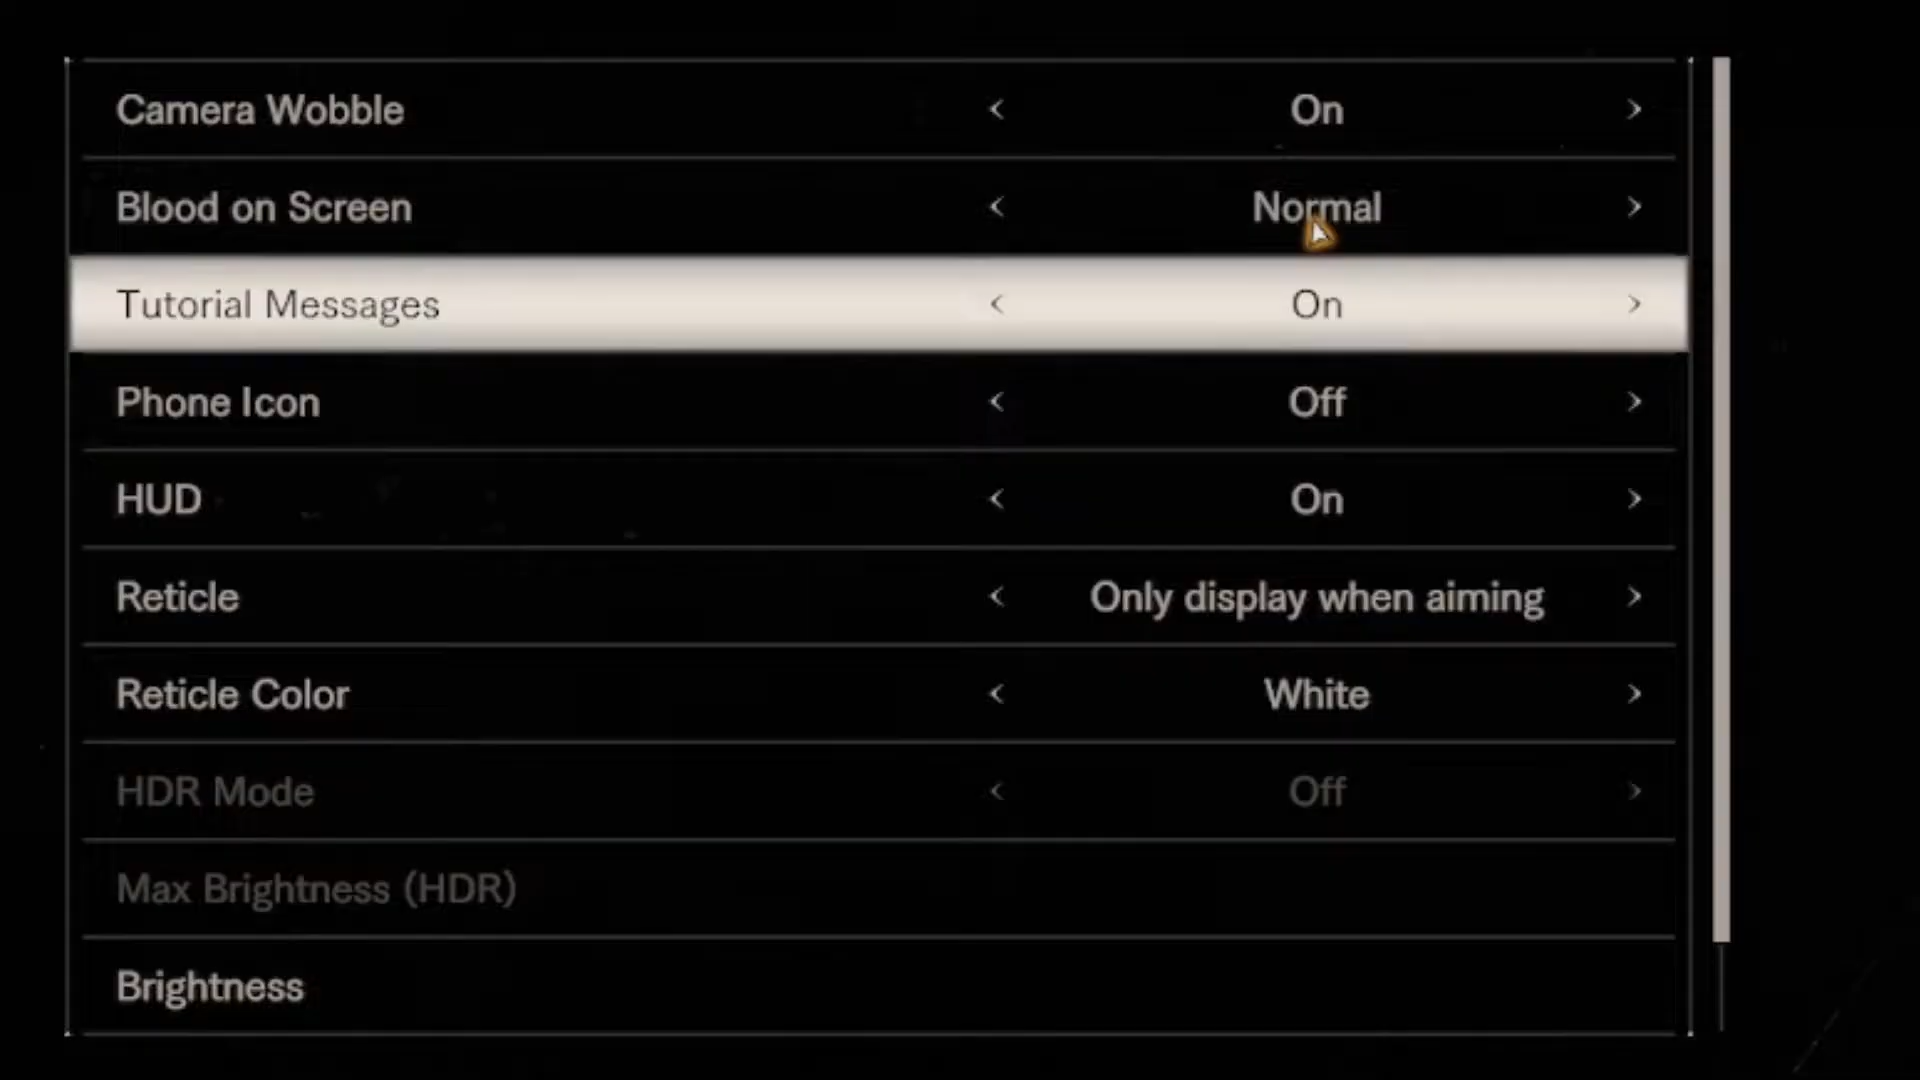 Camera Wobble < On >
Blood on Screen < Normal >
Tutorial Messages < On >
Phone Icon < Off >
HUD < On >
Reticle < Only display when aiming >
Reticle Color < White >
HDR Mode < Off >
Max Brightness (HDR)
Brightness